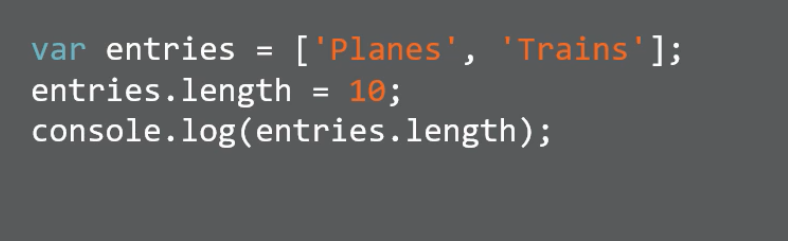 var entries = ['Planes', 'Trains'];
entries.length = 10;
console.log(entries.length);